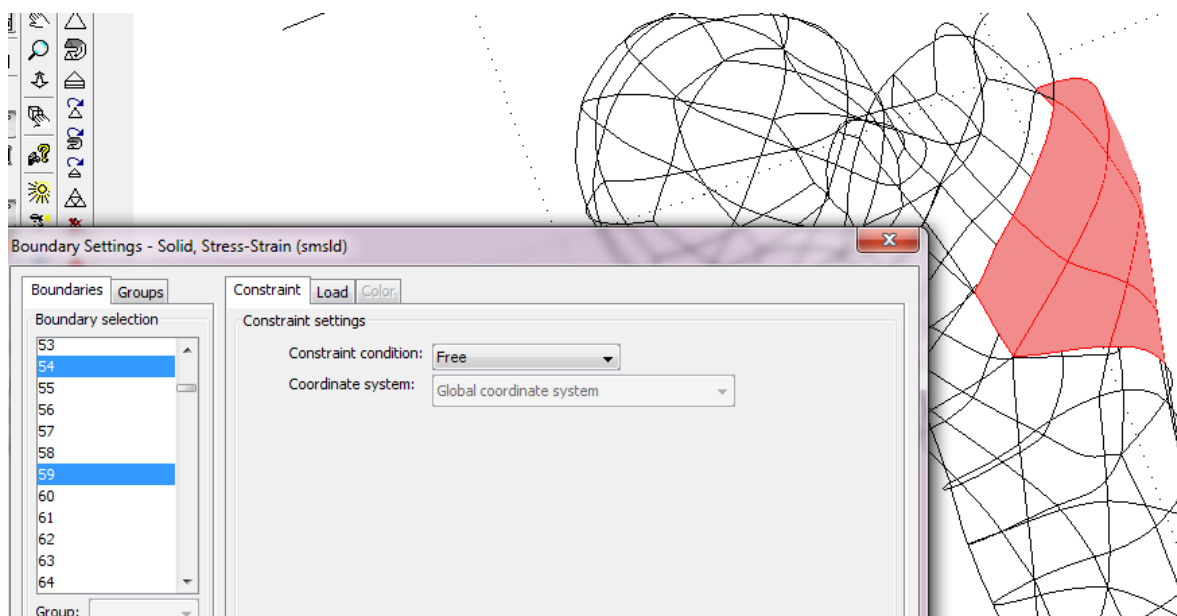 Boundary Settings - Solid, Stress-Strain (smsld)
Boundaries Groups
Boundary selection
53
54
55
56
57
58
59
60
61
62
63
64
Group:
Constraint Load Color
Constraint settings
Constraint condition: Free
Coordinate system: Global coordinate system